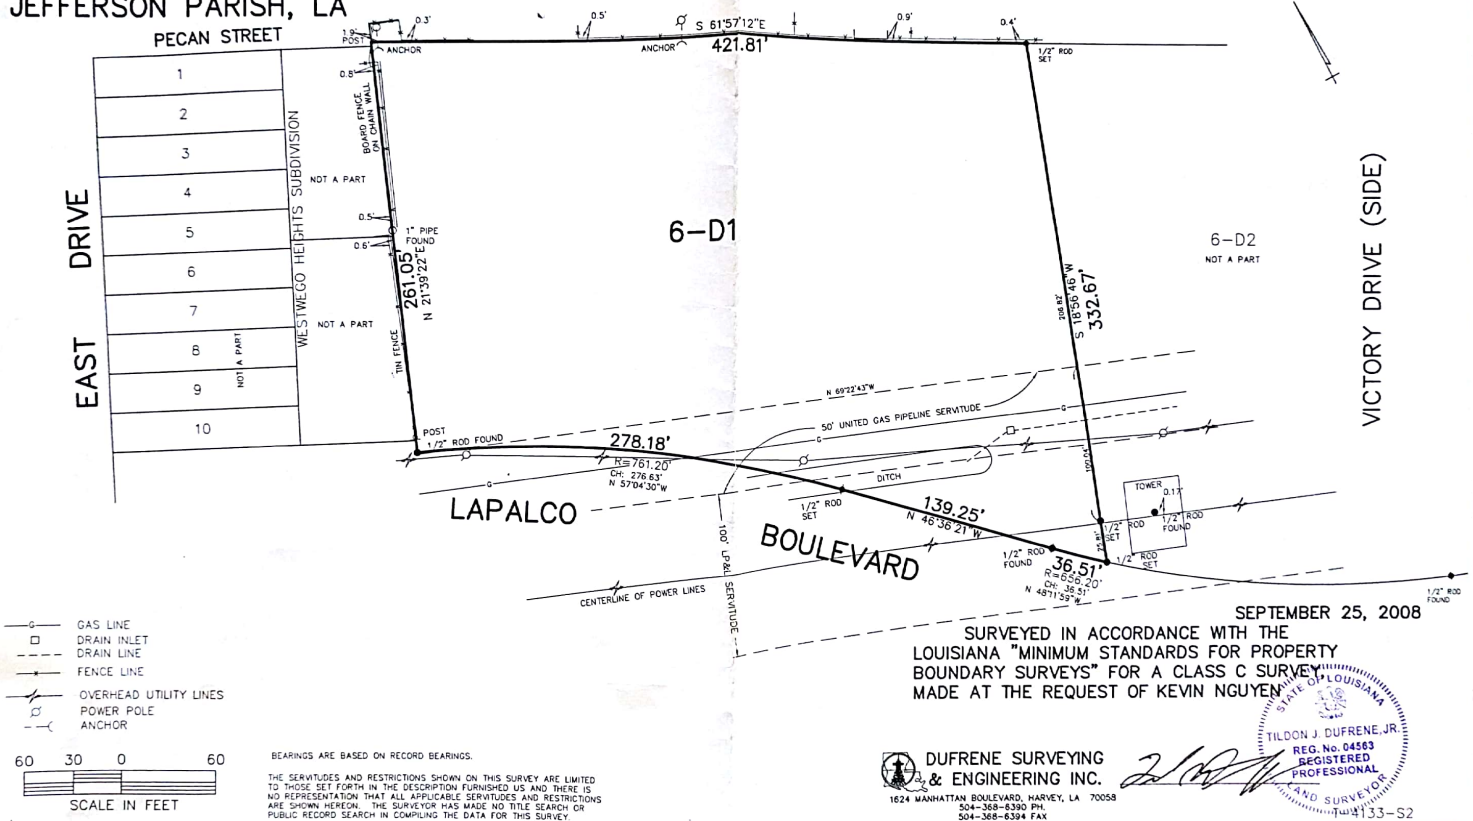 JEFFERSON PARISH, LA
PECAN STREET
1.9'
POST
0.3'
ANCHOR
0.5'
ANCHOR
S 61°57'12"E
421.81'
0.9'
0.4'
1/2" ROD
SET
1
2
3
4
5
6
7
8
9
10
NOT A PART
EAST DRIVE
WESTWEGO HEIGHTS SUBDIVISION
0.8'
BOARD FENCE
ON CHAIN WALL
NOT A PART
0.5'
1" PIPE
FOUND
0.6'
261.05'
N 21°39'22"E
NOT A PART
TIN FENCE
6-D1
206.82'
S 18°56'46"W
332.67'
6-D2
NOT A PART
VICTORY DRIVE (SIDE)
N 69°22'43"W
50' UNITED GAS PIPELINE SERVITUDE
G
G
G
POST
1/2" ROD FOUND
278.18'
R=761.20'
CH: 276.63'
N 57°04'30"W
DITCH
LAPALCO
BOULEVARD
1/2" ROD
SET
139.25'
N 46°36'21"W
100.04'
TOWER
0.17'
1/2" ROD
FOUND
1/2" ROD
SET
25.81'
1/2" ROD
SET
1/2" ROD
FOUND
36.51'
R=656.20'
CH: 36.51'
N 48°11'59"W
100' LP&L SERVITUDE
CENTERLINE OF POWER LINES
1/2" ROD
FOUND
G GAS LINE
DRAIN INLET
DRAIN LINE
FENCE LINE
OVERHEAD UTILITY LINES
POWER POLE
ANCHOR
60 30 0 60
SCALE IN FEET
BEARINGS ARE BASED ON RECORD BEARINGS.
THE SERVITUDES AND RESTRICTIONS SHOWN ON THIS SURVEY ARE LIMITED
TO THOSE SET FORTH IN THE DESCRIPTION FURNISHED US AND THERE IS
NO REPRESENTATION THAT ALL APPLICABLE SERVITUDES AND RESTRICTIONS
ARE SHOWN HEREON. THE SURVEYOR HAS MADE NO TITLE SEARCH OR
PUBLIC RECORD SEARCH IN COMPILING THE DATA FOR THIS SURVEY.
SEPTEMBER 25, 2008
SURVEYED IN ACCORDANCE WITH THE
LOUISIANA "MINIMUM STANDARDS FOR PROPERTY
BOUNDARY SURVEYS" FOR A CLASS C SURVEY,
MADE AT THE REQUEST OF KEVIN NGUYEN
DUFRENE SURVEYING
& ENGINEERING INC.
1624 MANHATTAN BOULEVARD, HARVEY, LA 70058
504-368-6390 PH.
504-368-6394 FAX
STATE OF LOUISIANA
TILDON J. DUFRENE, JR.
REG. No. 04563
REGISTERED
PROFESSIONAL
LAND SURVEYOR
4133-S2